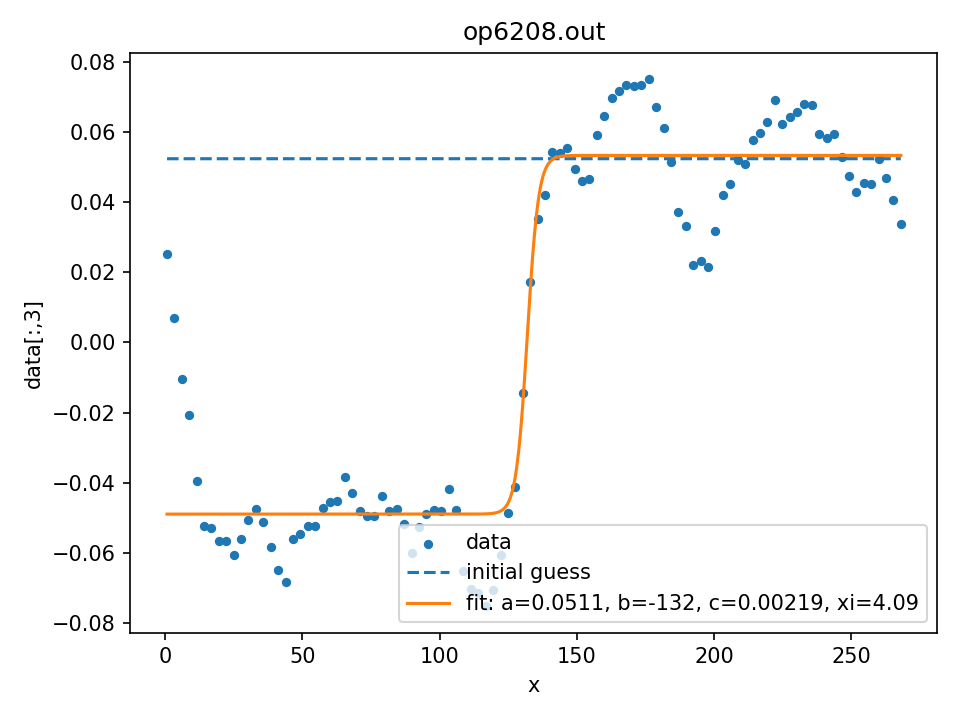 op6208.out
0.08
0.06
0.04
0.02
0.00
−0.02
−0.04
−0.06
−0.08
data[:,3]
data
initial guess
fit: a=0.0511, b=-132, c=0.00219, xi=4.09
0 50 100 150 200 250
x